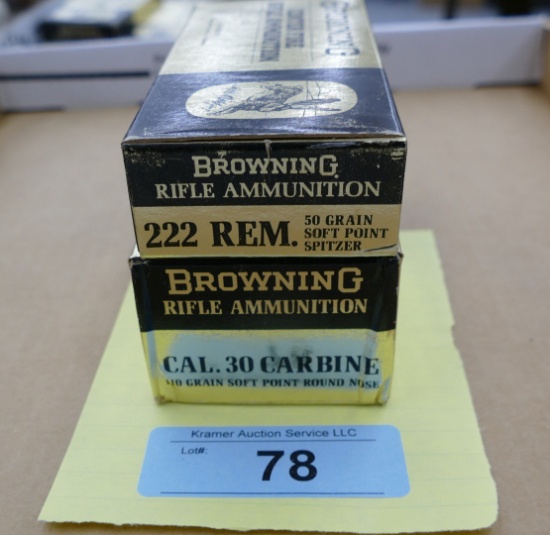 BROWNING
RIFLE AMMUNITION
222 REM.
50 GRAIN
SOFT POINT
SPITZER
BROWNING
RIFLE AMMUNITION
CAL. 30 CARBINE
110 GRAIN SOFT POINT ROUND NOSE
Kramer Auction Service LLC
Lot#:
78